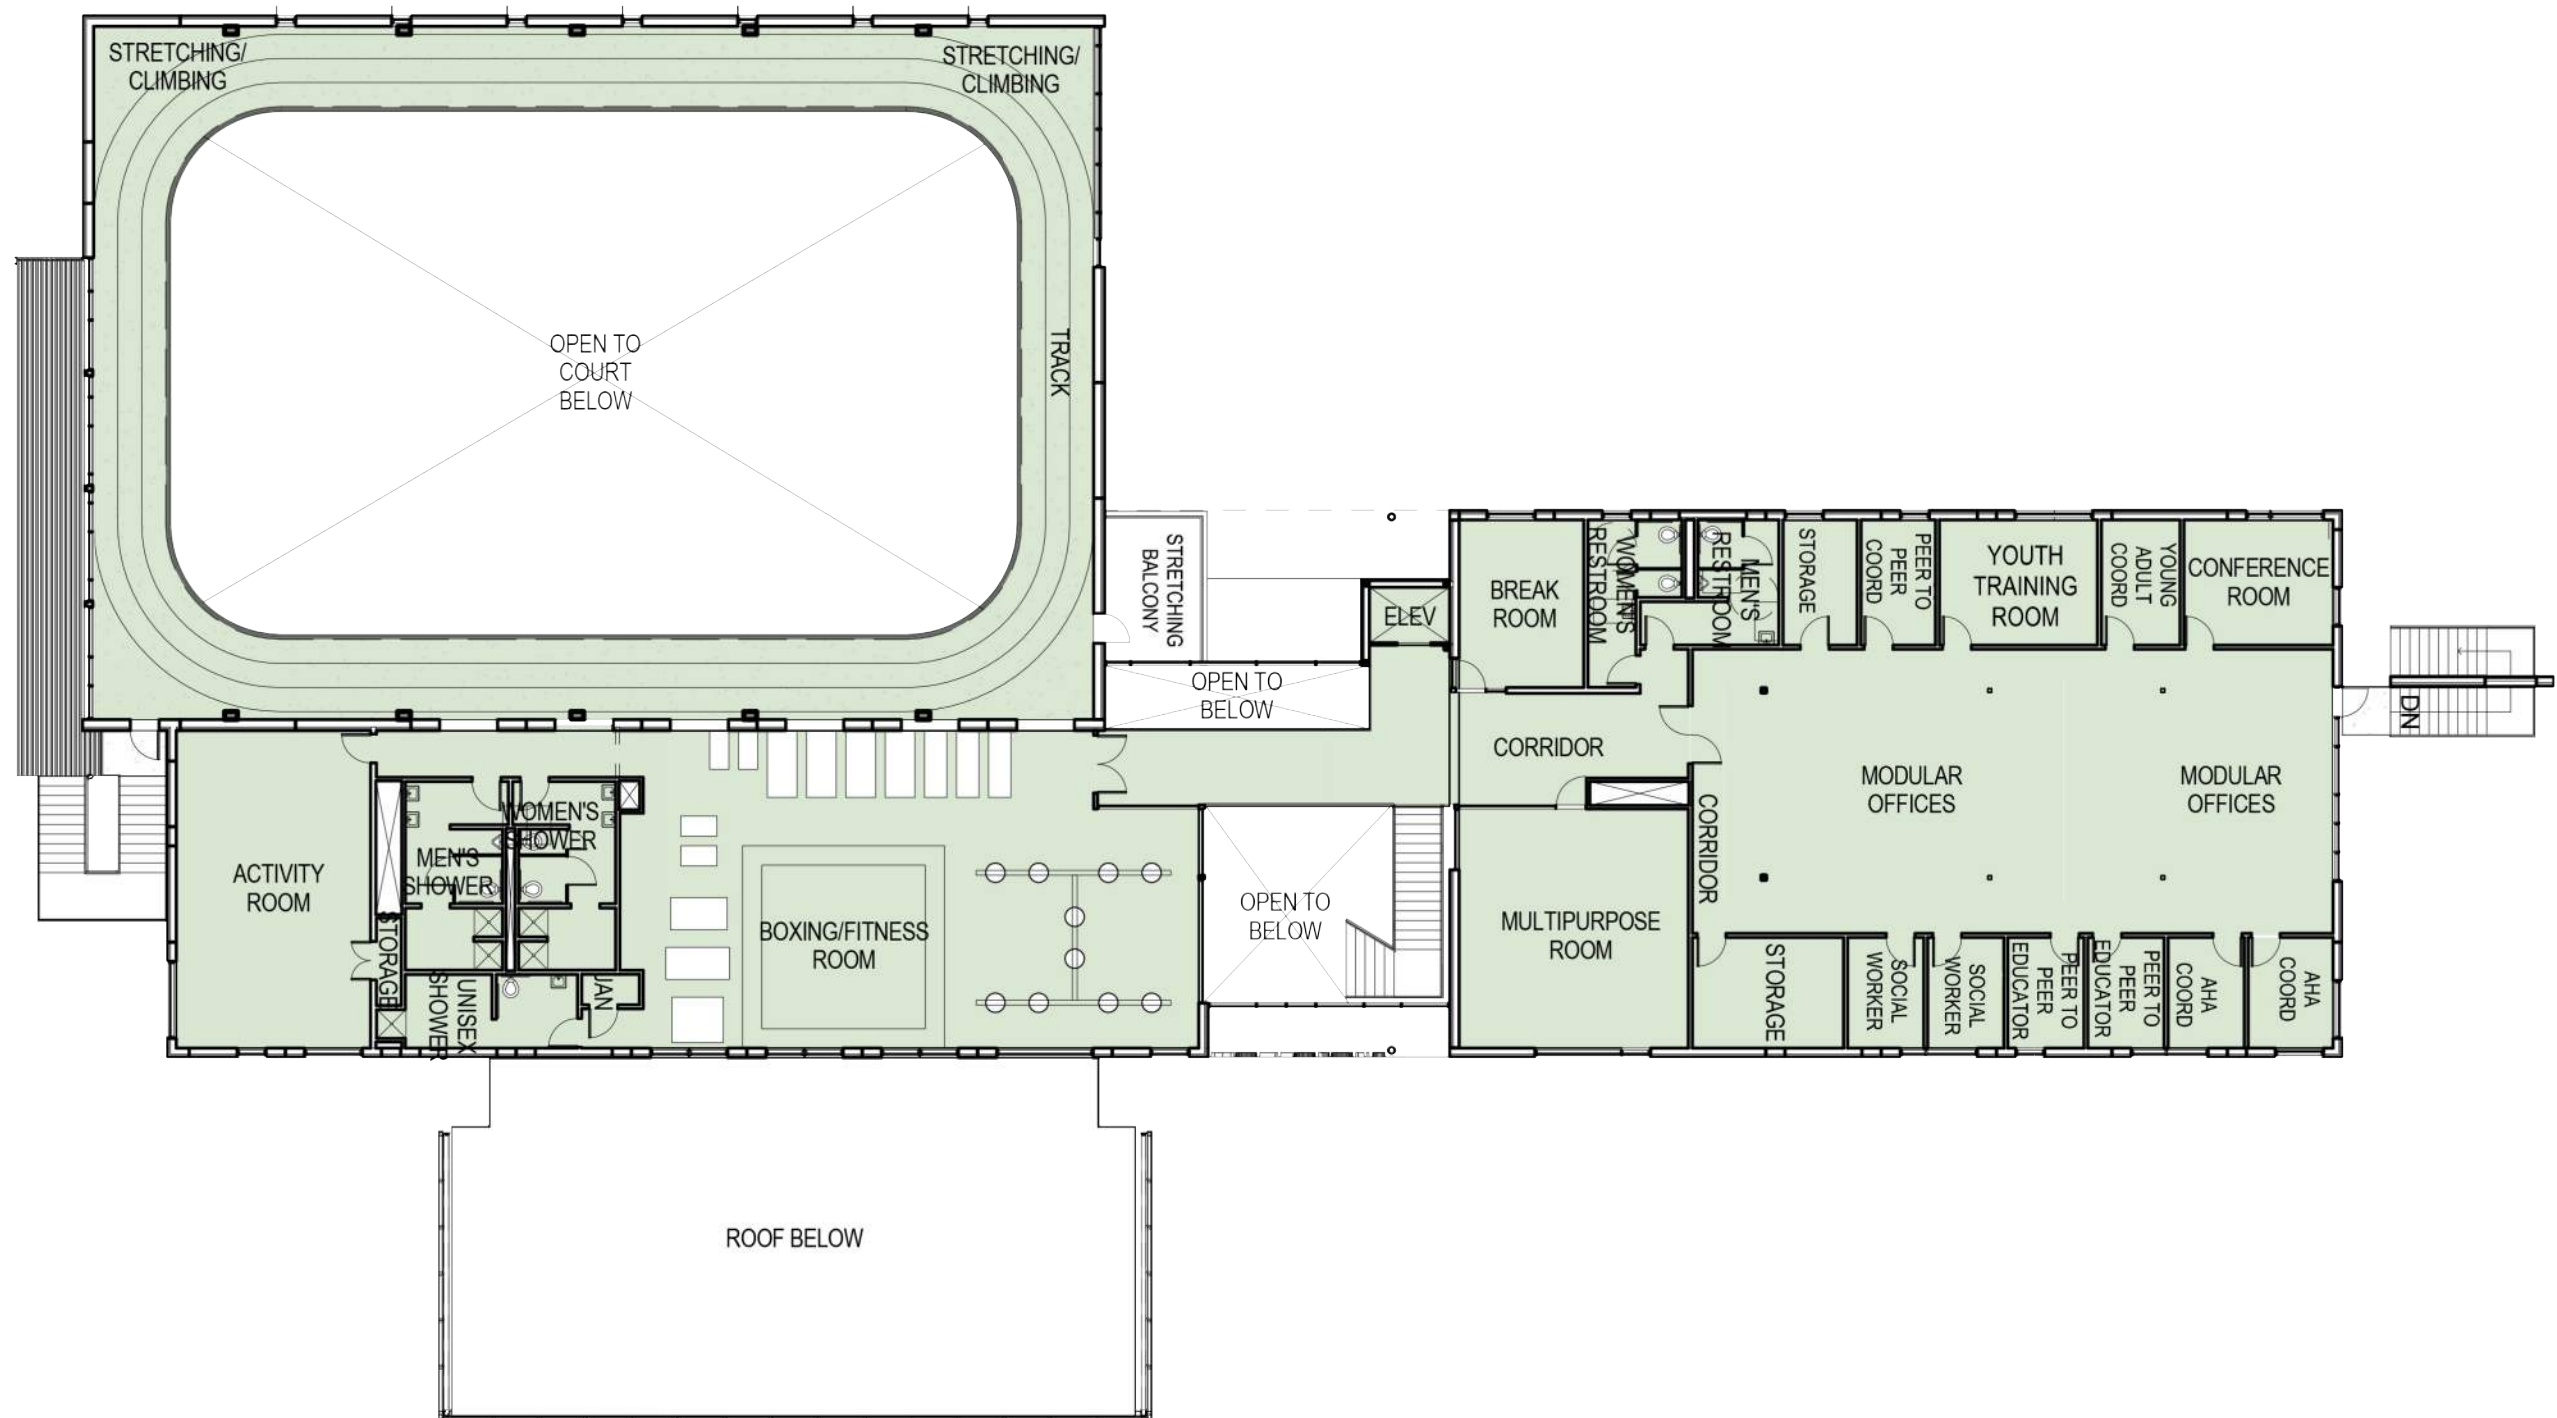 STRETCHING/
CLIMBING
STRETCHING/
CLIMBING
OPEN TO
COURT
BELOW
TRACK
STRETCHING
BALCONY
ELEV
OPEN TO
BELOW
BREAK
ROOM
WOMEN'S
RESTROOM
MEN'S
RESTROOM
STORAGE
PEER TO
PEER
COORD
YOUTH
TRAINING
ROOM
YOUNG
ADULT
COORD
CONFERENCE
ROOM
DN
CORRIDOR
MODULAR
OFFICES
MODULAR
OFFICES
CORRIDOR
ACTIVITY
ROOM
STORAGE
MEN'S
SHOWER
WOMEN'S
SHOWER
UNISEX
SHOWER
JAN
BOXING/FITNESS
ROOM
OPEN TO
BELOW
MULTIPURPOSE
ROOM
STORAGE
SOCIAL
WORKER
SOCIAL
WORKER
PEER TO
PEER
EDUCATOR
PEER TO
PEER
EDUCATOR
AHA
COORD
AHA
COORD
ROOF BELOW